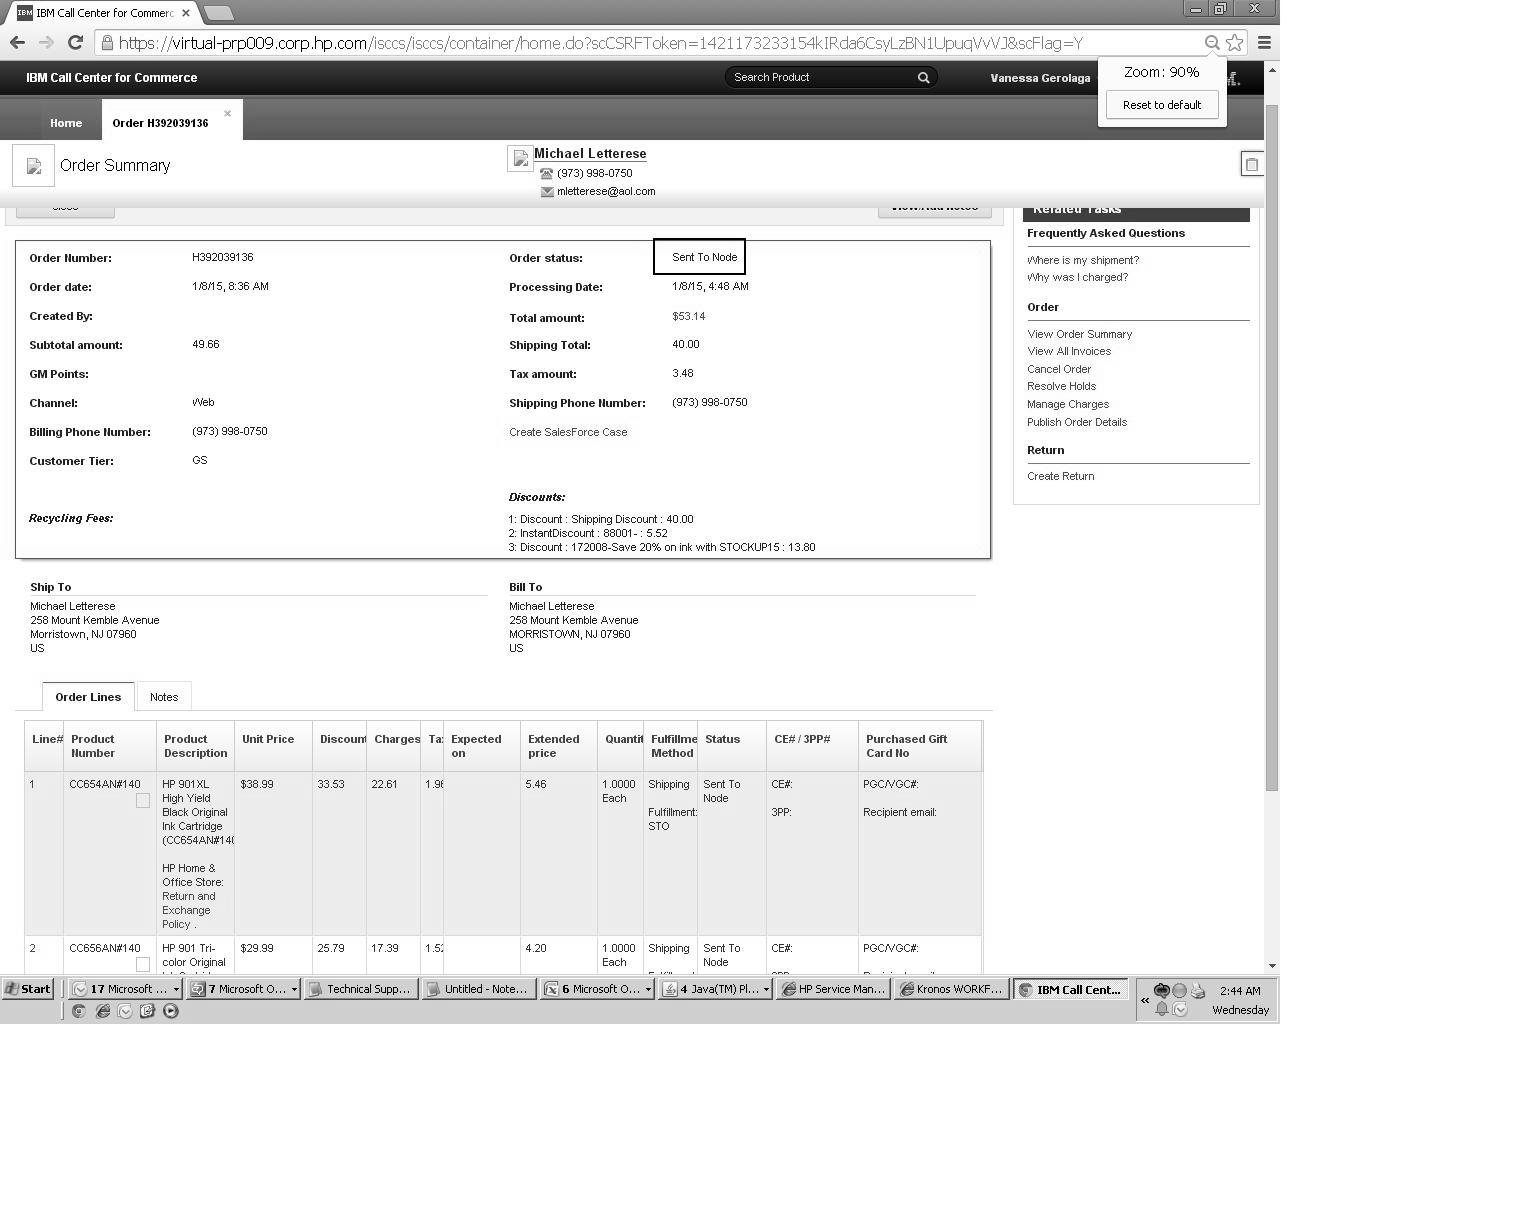 IBM Call Center for Commerc
https://virtual-prp009.corp.hp.com/isccs/isccs/container/home.do?scCSRFToken=1421173233154kIRda6CsyLzBN1UpuqVvVJ&scFlag=Y
Zoom: 90%
Reset to default
IBM Call Center for Commerce
Search Product
Vanessa Gerolaga
Home
Order H392039136
Order Summary
Michael Letterese
(973) 998-0750
mletterese@aol.com
Close
View/Add Notes
Related Tasks
Frequently Asked Questions
Where is my shipment?
Why was I charged?
Order
View Order Summary
View All Invoices
Cancel Order
Resolve Holds
Manage Charges
Publish Order Details
Return
Create Return
Order Number: H392039136
Order status: Sent To Node
Order date: 1/8/15, 8:36 AM
Processing Date: 1/8/15, 4:48 AM
Created By:
Total amount: $53.14
Subtotal amount: 49.66
Shipping Total: 40.00
GM Points:
Tax amount: 3.48
Channel: Web
Shipping Phone Number: (973) 998-0750
Billing Phone Number: (973) 998-0750
Create SalesForce Case
Customer Tier: GS
Discounts:
Recycling Fees:
1: Discount : Shipping Discount : 40.00
2: InstantDiscount : 88001- : 5.52
3: Discount : 172008-Save 20% on ink with STOCKUP15 : 13.80
Ship To
Michael Letterese
258 Mount Kemble Avenue
Morristown, NJ 07960
US
Bill To
Michael Letterese
258 Mount Kemble Avenue
MORRISTOWN, NJ 07960
US
Order Lines
Notes
Line# Product Number Product Description Unit Price Discount Charges Tax Expected on Extended price Quantit Fulfillme Method Status CE# / 3PP# Purchased Gift Card No
1 CC654AN#140
HP 901XL
High Yield
Black Original
Ink Cartridge
(CC654AN#140
HP Home &
Office Store:
Return and
Exchange
Policy .
$38.99 33.53 22.61 1.96 5.46
1.0000
Each
Shipping
Fulfillment:
STO
Sent To
Node
CE#:
3PP:
PGC/VGC#:
Recipient email:
2 CC656AN#140
HP 901 Tri-
color Original
$29.99 25.79 17.39 1.52 4.20
1.0000
Each
Shipping
Sent To
Node
CE#:
PGC/VGC#:
Start
17 Microsoft ...
7 Microsoft O...
Technical Supp...
Untitled - Note...
6 Microsoft O...
4 Java(TM) Pl...
HP Service Man...
Kronos WORKF...
IBM Call Cent...
2:44 AM
Wednesday